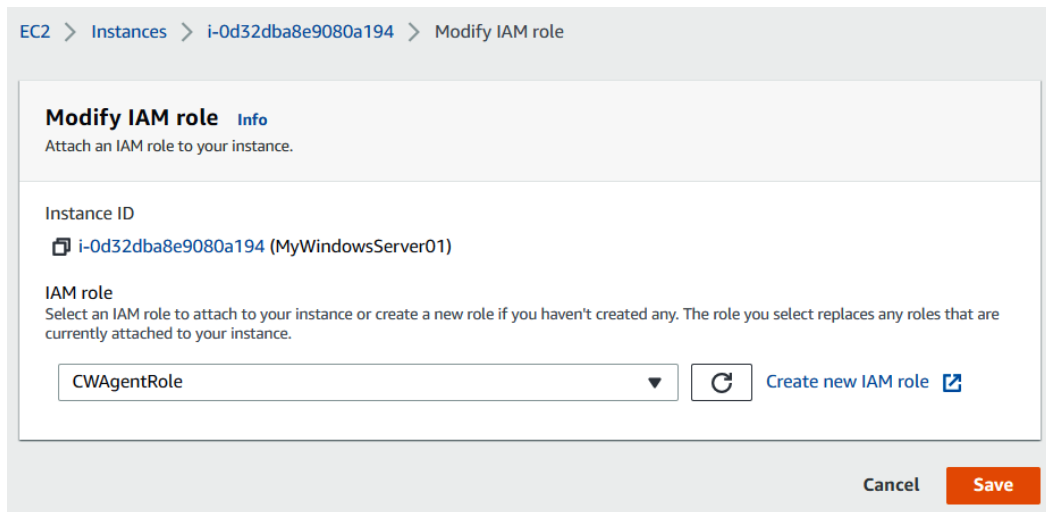 EC2 > Instances > i-0d32dba8e9080a194 > Modify IAM role
Modify IAM role Info
Attach an IAM role to your instance.
Instance ID
i-0d32dba8e9080a194 (MyWindowsServer01)
IAM role
Select an IAM role to attach to your instance or create a new role if you haven't created any. The role you select replaces any roles that are
currently attached to your instance.
CWAgentRole
Create new IAM role
Cancel Save